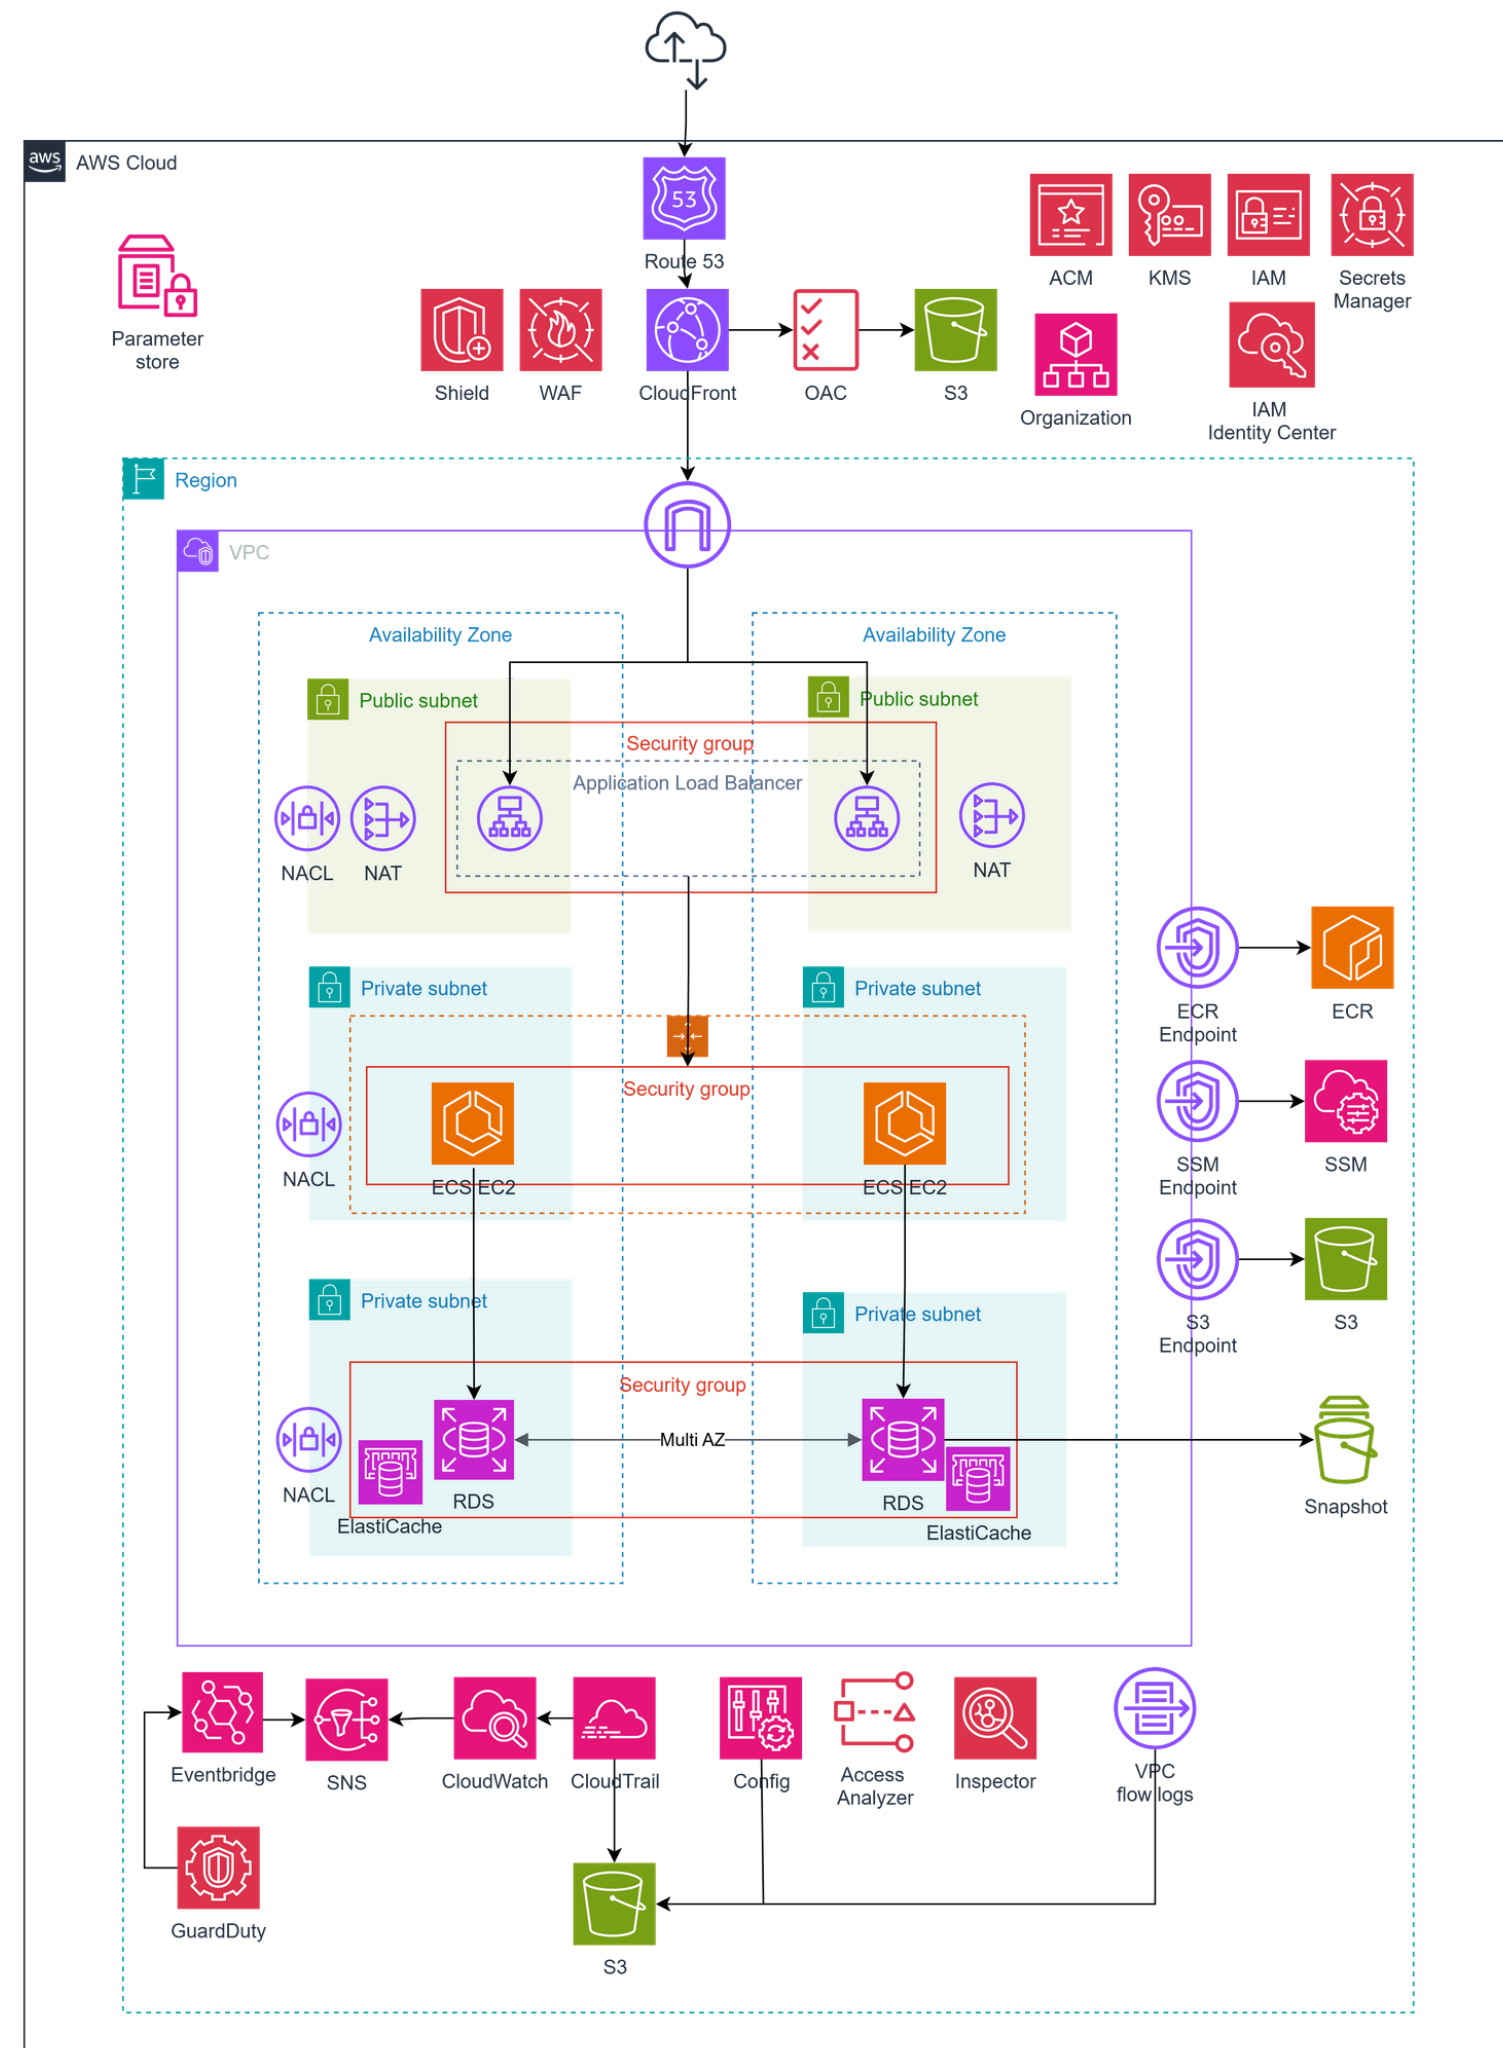 aws
AWS Cloud
53
Route 53
Parameter
store
Shield
WAF
CloudFront
OAC
S3
ACM
KMS
IAM
Secrets
Manager
Organization
IAM
Identity Center
Region
VPC
Availability Zone
Availability Zone
Public subnet
Public subnet
Security group
Application Load Balancer
NACL
NAT
NAT
Private subnet
Private subnet
Security group
NACL
ECS EC2
ECS EC2
ECR
Endpoint
ECR
SSM
Endpoint
SSM
S3
Endpoint
S3
Private subnet
Private subnet
Security group
Multi AZ
NACL
RDS
ElastiCache
RDS
ElastiCache
Snapshot
Eventbridge
SNS
CloudWatch
CloudTrail
Config
Access
Analyzer
Inspector
VPC
flow logs
GuardDuty
S3